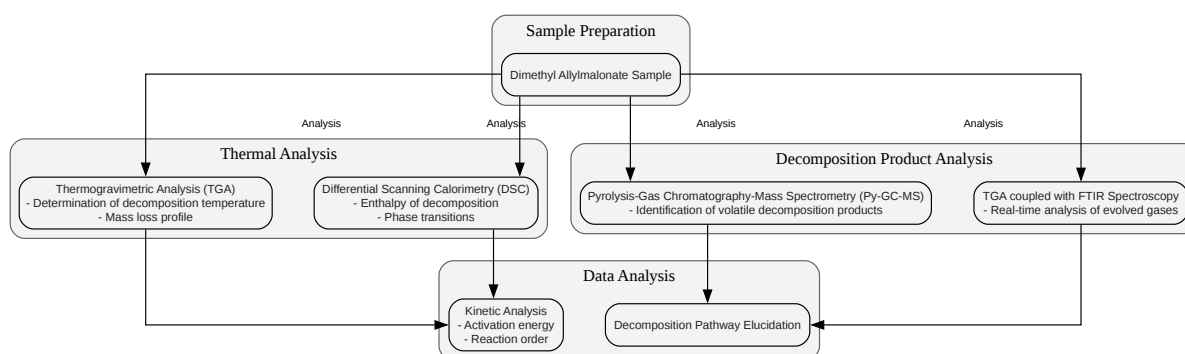 Sample Preparation
Dimethyl Allylmalonate Sample
Analysis
Analysis
Analysis
Analysis
Thermal Analysis
Thermogravimetric Analysis (TGA)
- Determination of decomposition temperature
- Mass loss profile
Differential Scanning Calorimetry (DSC)
- Enthalpy of decomposition
- Phase transitions
Decomposition Product Analysis
Pyrolysis-Gas Chromatography-Mass Spectrometry (Py-GC-MS)
- Identification of volatile decomposition products
TGA coupled with FTIR Spectroscopy
- Real-time analysis of evolved gases
Data Analysis
Kinetic Analysis
- Activation energy
- Reaction order
Decomposition Pathway Elucidation